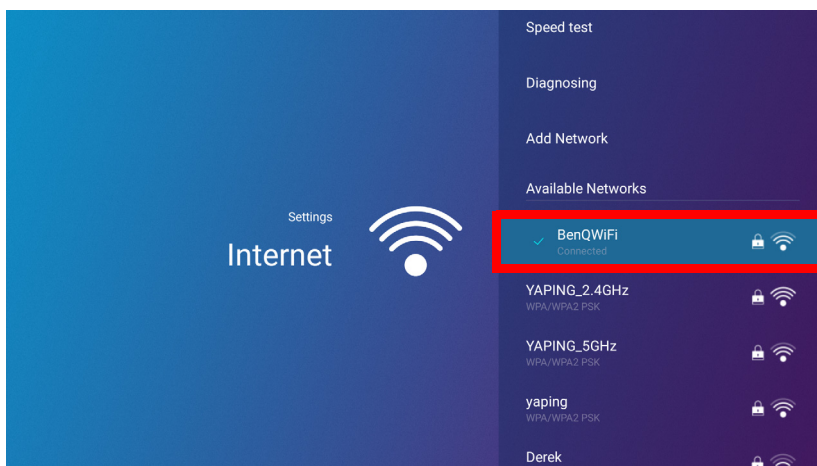 Settings
Internet
Speed test
Diagnosing
Add Network
Available Networks
BenQWiFi
Connected
YAPING_2.4GHz
WPA/WPA2 PSK
YAPING_5GHz
WPA/WPA2 PSK
yaping
WPA/WPA2 PSK
Derek